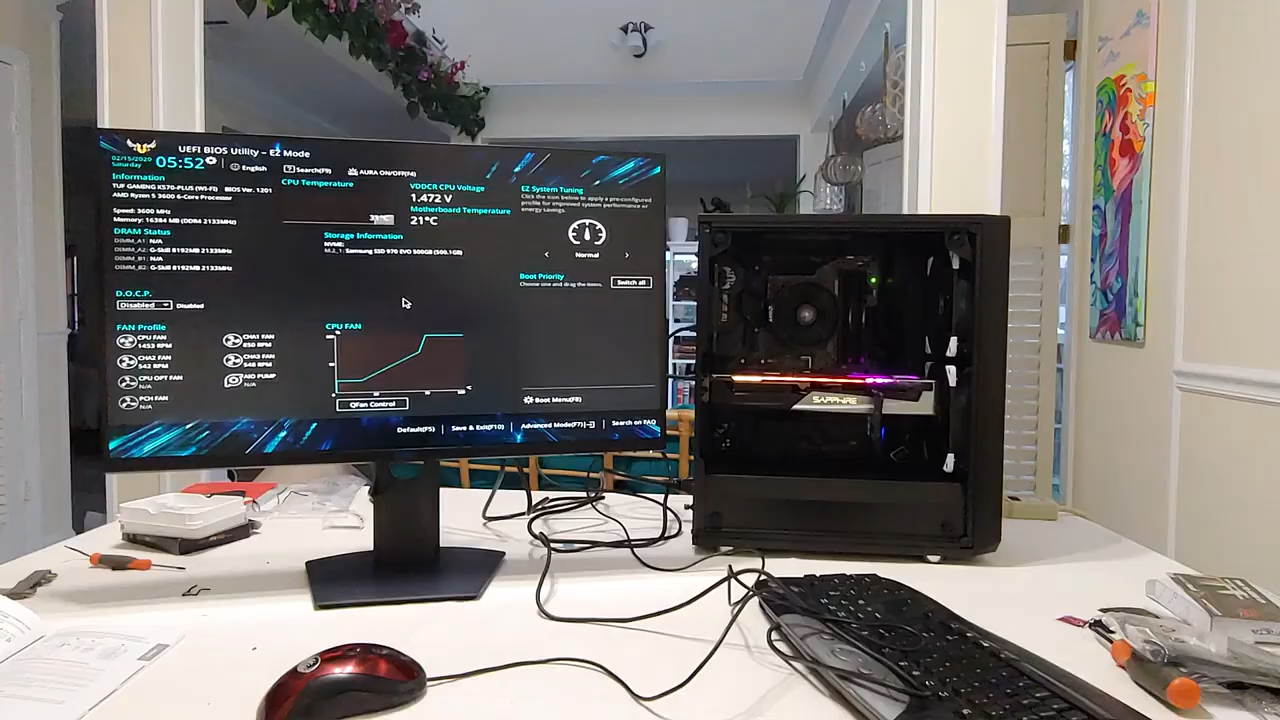 UEFI BIOS Utility – EZ Mode
02/15/2020
Saturday
05:52
English
Search(F9)
AURA ON/OFF(F4)
Information
TUF GAMING X570-PLUS (WI-FI) BIOS Ver. 1201
AMD Ryzen 5 3600 6-Core Processor
Speed: 3600 MHz
Memory: 16384 MB (DDR4 2133MHz)
DRAM Status
DIMM_A1: N/A
DIMM_A2: G-Skill 8192MB 2133MHz
DIMM_B1: N/A
DIMM_B2: G-Skill 8192MB 2133MHz
D.O.C.P.
Disabled Disabled
FAN Profile
CPU FAN
1453 RPM
CHA1 FAN
850 RPM
CHA2 FAN
542 RPM
CHA3 FAN
548 RPM
CPU OPT FAN
N/A
AIO PUMP
N/A
PCH FAN
N/A
CPU Temperature
VDDCR CPU Voltage
1.472 V
Motherboard Temperature
21°C
Storage Information
NVME:
M.2_1: Samsung SSD 970 EVO 500GB (500.1GB)
CPU FAN
QFan Control
EZ System Tuning
Click the icon below to apply a pre-configured
profile for improved system performance or
energy savings.
Normal
Boot Priority
Choose one and drag the items.
Switch all
Boot Menu(F8)
Default(F5)
Save & Exit(F10)
Advanced Mode(F7)
Search on FAQ
SAPPHIRE